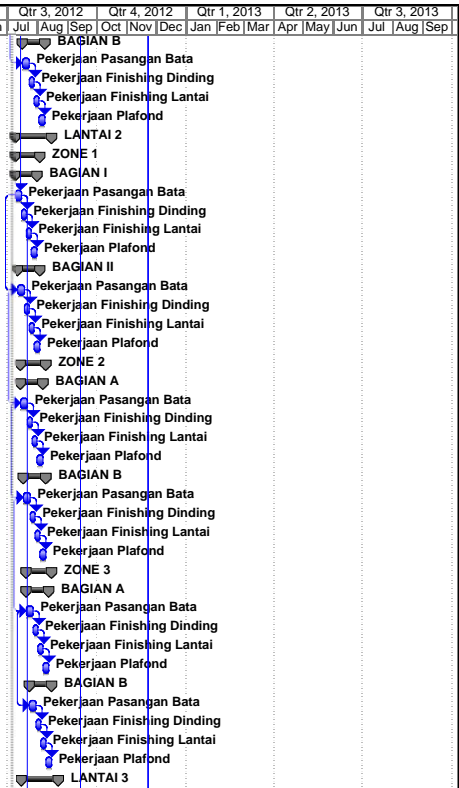 Qtr 3, 2012 Qtr 4, 2012 Qtr 1, 2013 Qtr 2, 2013 Qtr 3, 2013
Jul Aug Sep Oct Nov Dec Jan Feb Mar Apr May Jun Jul Aug Sep
BAGIAN B
Pekerjaan Pasangan Bata
Pekerjaan Finishing Dinding
Pekerjaan Finishing Lantai
Pekerjaan Plafond
LANTAI 2
ZONE 1
BAGIAN I
Pekerjaan Pasangan Bata
Pekerjaan Finishing Dinding
Pekerjaan Finishing Lantai
Pekerjaan Plafond
BAGIAN II
Pekerjaan Pasangan Bata
Pekerjaan Finishing Dinding
Pekerjaan Finishing Lantai
Pekerjaan Plafond
ZONE 2
BAGIAN A
Pekerjaan Pasangan Bata
Pekerjaan Finishing Dinding
Pekerjaan Finishing Lantai
Pekerjaan Plafond
BAGIAN B
Pekerjaan Pasangan Bata
Pekerjaan Finishing Dinding
Pekerjaan Finishing Lantai
Pekerjaan Plafond
ZONE 3
BAGIAN A
Pekerjaan Pasangan Bata
Pekerjaan Finishing Dinding
Pekerjaan Finishing Lantai
Pekerjaan Plafond
BAGIAN B
Pekerjaan Pasangan Bata
Pekerjaan Finishing Dinding
Pekerjaan Finishing Lantai
Pekerjaan Plafond
LANTAI 3